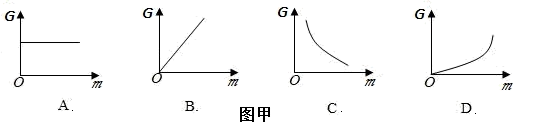 G G G G
O m O m O m O m
A. B. C. D.
图甲